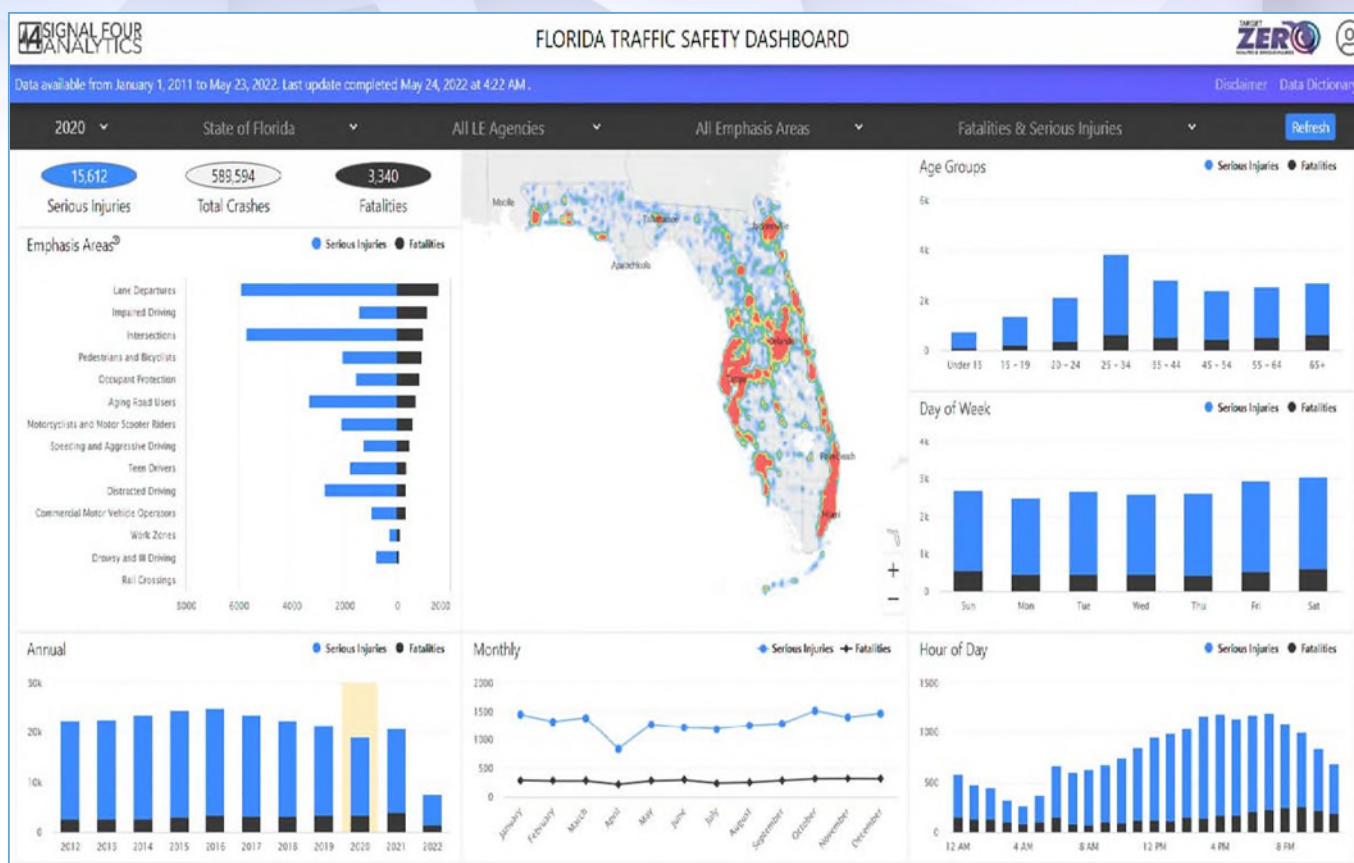 SIGNAL FOUR
ANALYTICS
FLORIDA TRAFFIC SAFETY DASHBOARD
TARGET
ZERO
Data available from January 1, 2011 to May 23, 2022. Last update completed May 24, 2022 at 4:22 AM .
Disclaimer Data Dictionary
2020 State of Florida All LE Agencies All Emphasis Areas Fatalities & Serious Injuries Refresh
15,612 589,594 3,340
Serious Injuries Total Crashes Fatalities
Emphasis Areas
Serious Injuries Fatalities
Lane Departures
Impaired Driving
Intersections
Pedestrians and Bicyclists
Occupant Protection
Aging Road Users
Motorcyclists and Motor Scooter Riders
Speeding and Aggressive Driving
Teen Drivers
Distracted Driving
Commercial Motor Vehicle Operators
Work Zones
Drowsy and Ill Driving
Rail Crossings
8000 6000 4000 2000 0 2000
Mobile
Apalachicola
Jacksonville
Orlando
Tampa
Miami
+
−
Age Groups
Serious Injuries Fatalities
6k
4k
2k
0
Under 15 15 – 19 20 – 24 25 – 34 35 – 44 45 – 54 55 – 64 65+
Day of Week
Serious Injuries Fatalities
4k
3k
2k
1k
0
Sun Mon Tue Wed Thu Fri Sat
Annual
Serious Injuries Fatalities
30k
20k
10k
0
2012 2013 2014 2015 2016 2017 2018 2019 2020 2021 2022
Monthly
Serious Injuries Fatalities
2000
1500
1000
500
0
January February March April May June July August September October November December
Hour of Day
Serious Injuries Fatalities
1500
1000
500
0
12 AM 4 AM 8 AM 12 PM 4 PM 8 PM